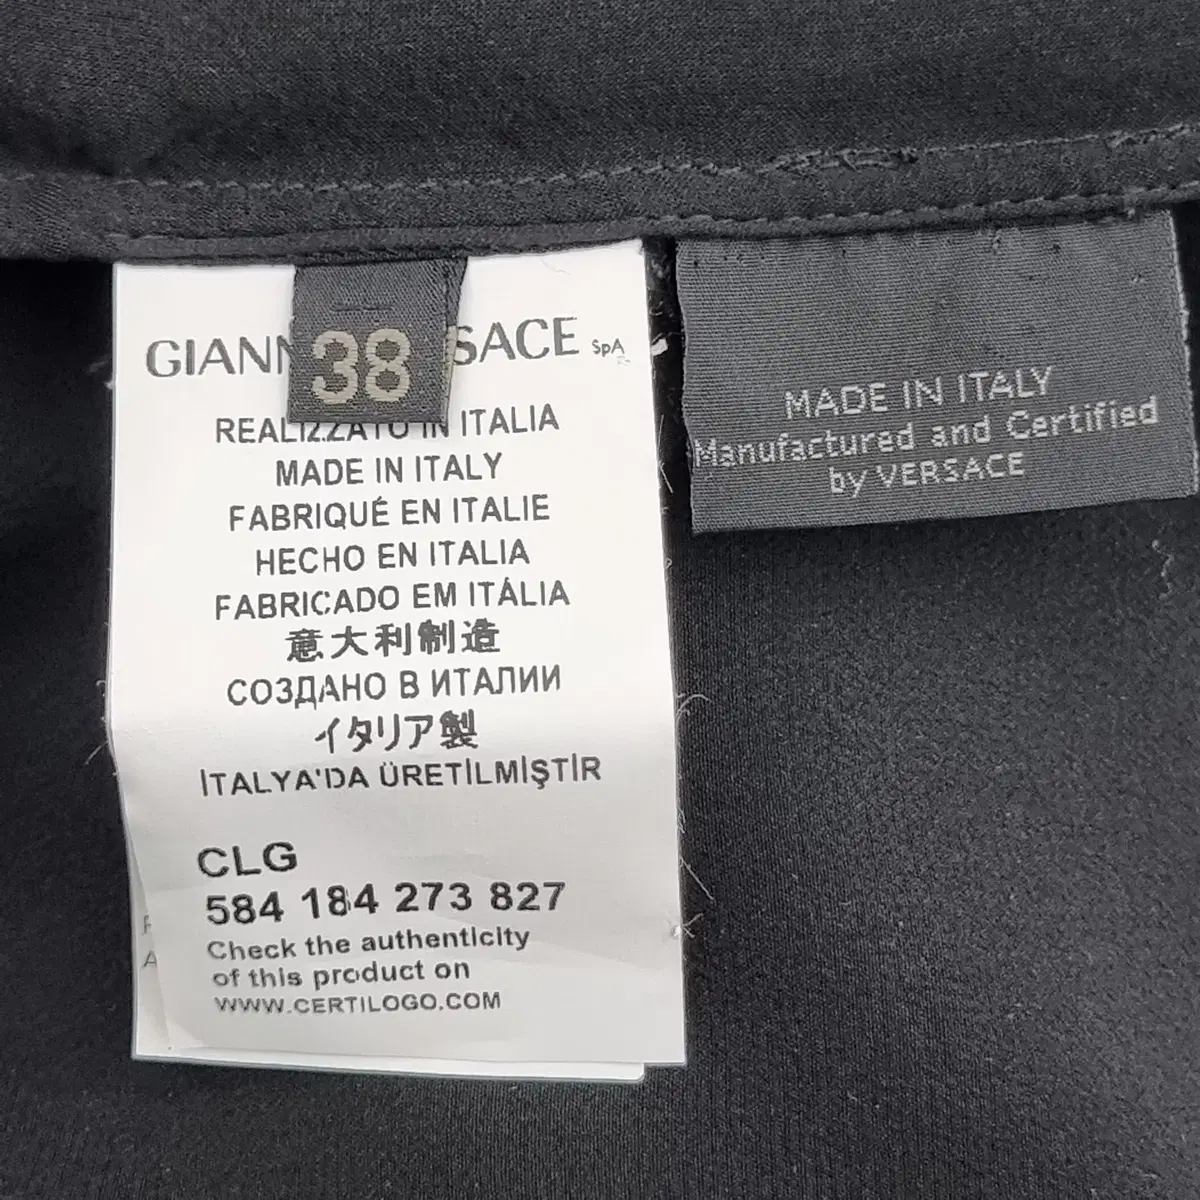 GIAN SACE SpA
38
REALIZZATO IN ITALIA
MADE IN ITALY
FABRIQUÉ EN ITALIE
HECHO EN ITALIA
FABRICADO EM ITÁLIA
意大利制造
СОЗДАНО В ИТАЛИИ
イタリア製
İTALYA'DA ÜRETİLMİŞTİR
CLG
584 184 273 827
Check the authenticity
of this product on
WWW.CERTILOGO.COM
MADE IN ITALY
Manufactured and Certified
by VERSACE